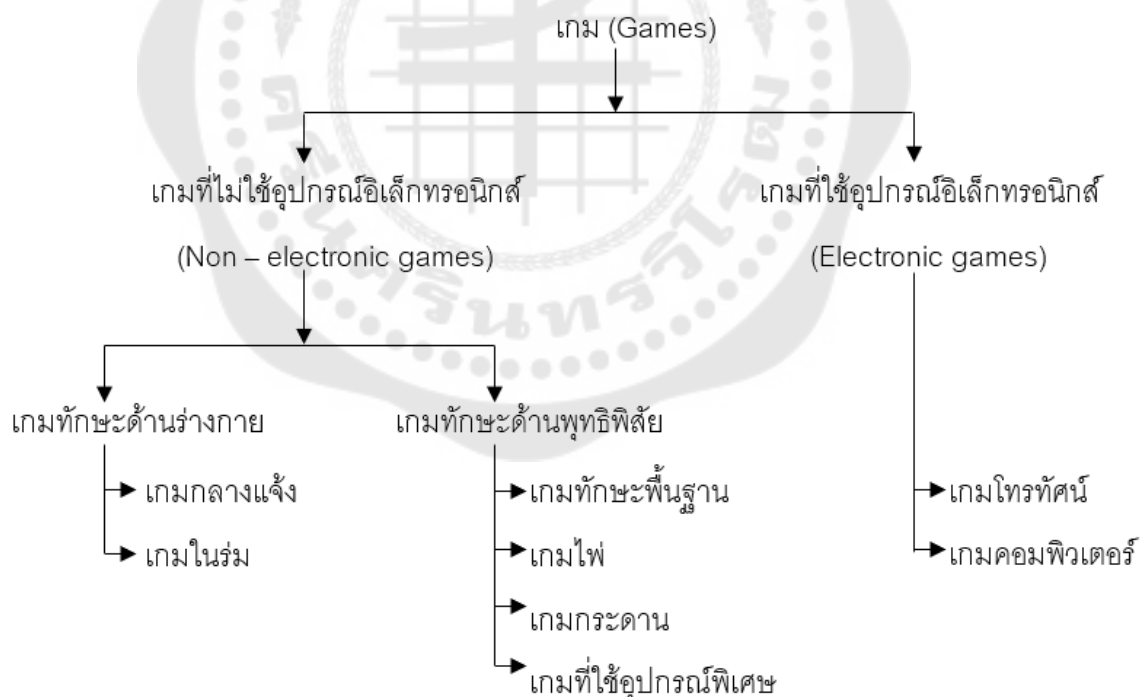 เกม (Games)
เกมที่ไม่ใช้อุปกรณ์อิเล็กทรอนิกส์
(Non – electronic games)
เกมที่ใช้อุปกรณ์อิเล็กทรอนิกส์
(Electronic games)
เกมทักษะด้านร่างกาย
เกมกลางแจ้ง
เกมในร่ม
เกมทักษะด้านพุทธิพิสัย
เกมทักษะพื้นฐาน
เกมไพ่
เกมกระดาน
เกมที่ใช้อุปกรณ์พิเศษ
เกมโทรทัศน์
เกมคอมพิวเตอร์